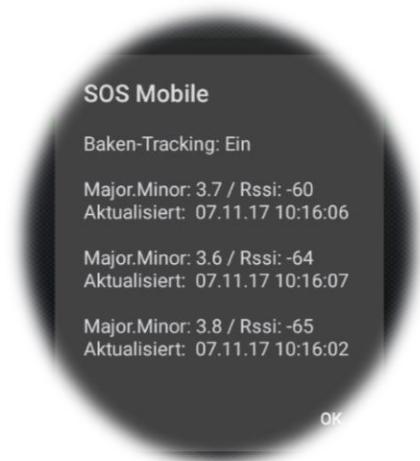 SOS Mobile
Baken-Tracking: Ein
Major.Minor: 3.7 / Rssi: -60
Aktualisiert: 07.11.17 10:16:06
Major.Minor: 3.6 / Rssi: -64
Aktualisiert: 07.11.17 10:16:07
Major.Minor: 3.8 / Rssi: -65
Aktualisiert: 07.11.17 10:16:02
OK